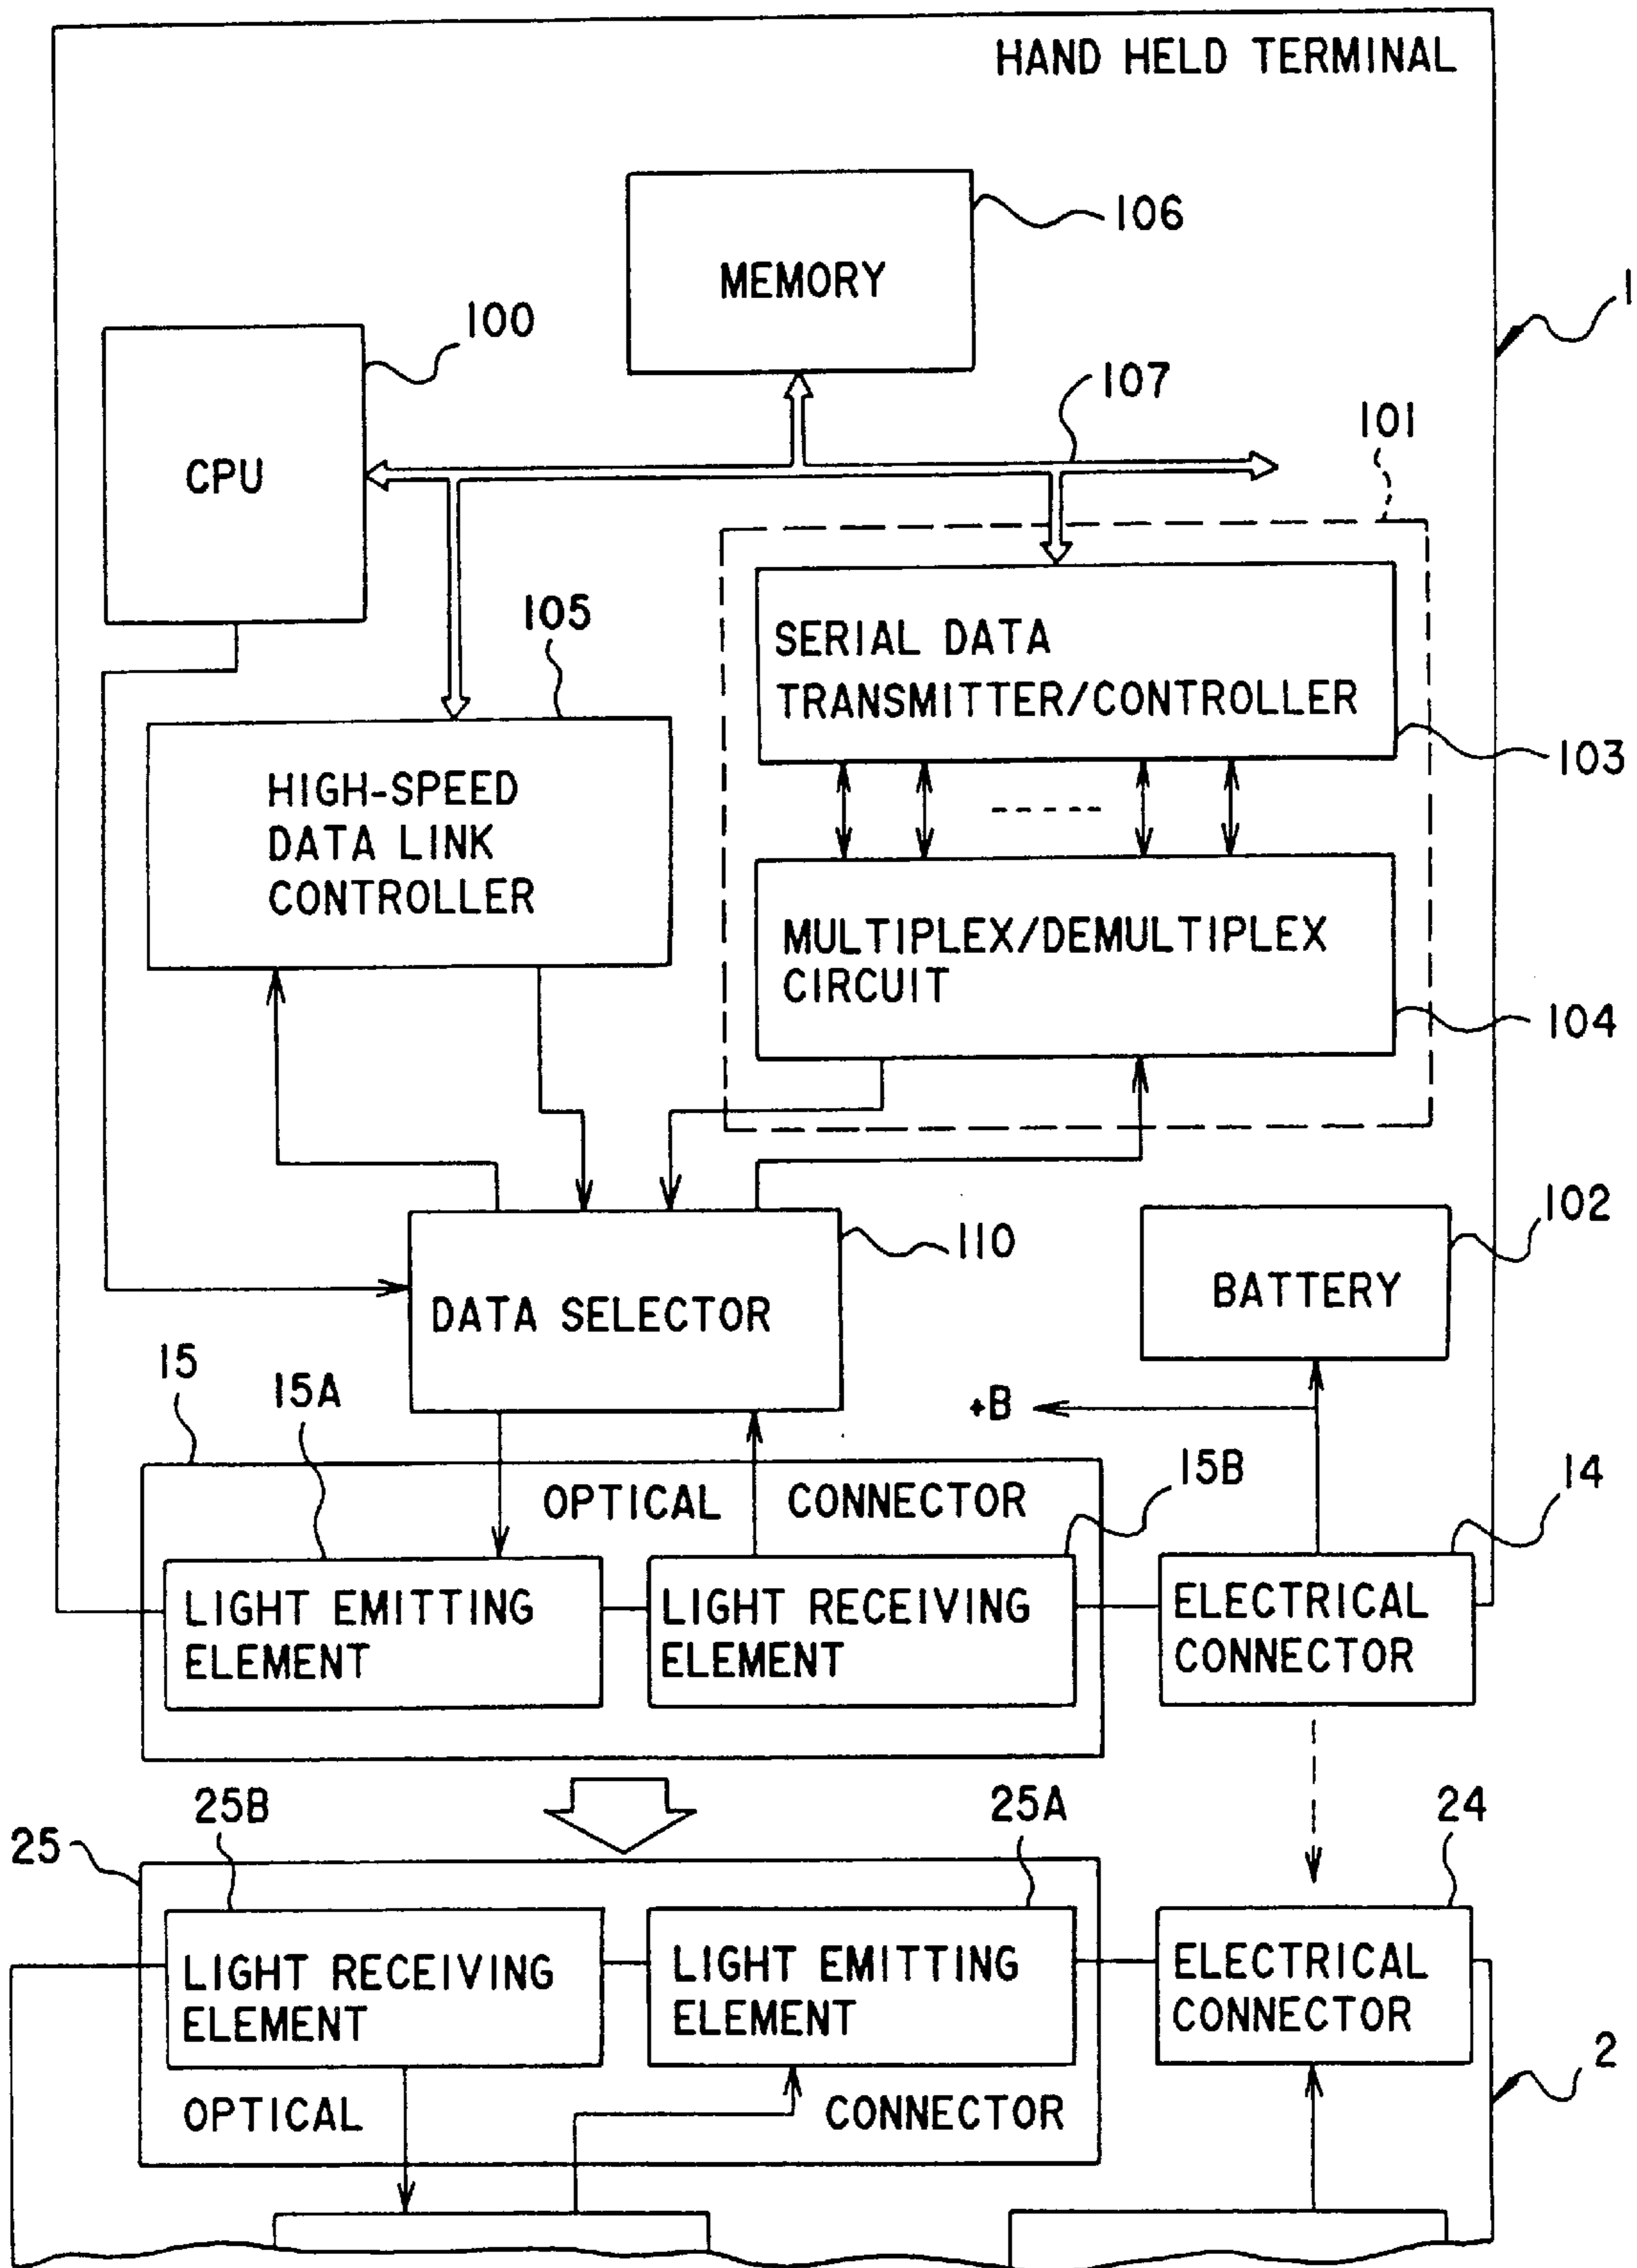 HAND HELD TERMINAL
106
MEMORY
1
100
CPU
107
101
105
SERIAL DATA
TRANSMITTER/CONTROLLER
103
HIGH-SPEED
DATA LINK
CONTROLLER
MULTIPLEX/DEMULTIPLEX
CIRCUIT
104
110
102
DATA SELECTOR
BATTERY
15
15A
+B
15B
14
OPTICAL CONNECTOR
LIGHT EMITTING
ELEMENT
LIGHT RECEIVING
ELEMENT
ELECTRICAL
CONNECTOR
25
25B
25A
24
LIGHT RECEIVING
ELEMENT
LIGHT EMITTING
ELEMENT
ELECTRICAL
CONNECTOR
2
OPTICAL CONNECTOR